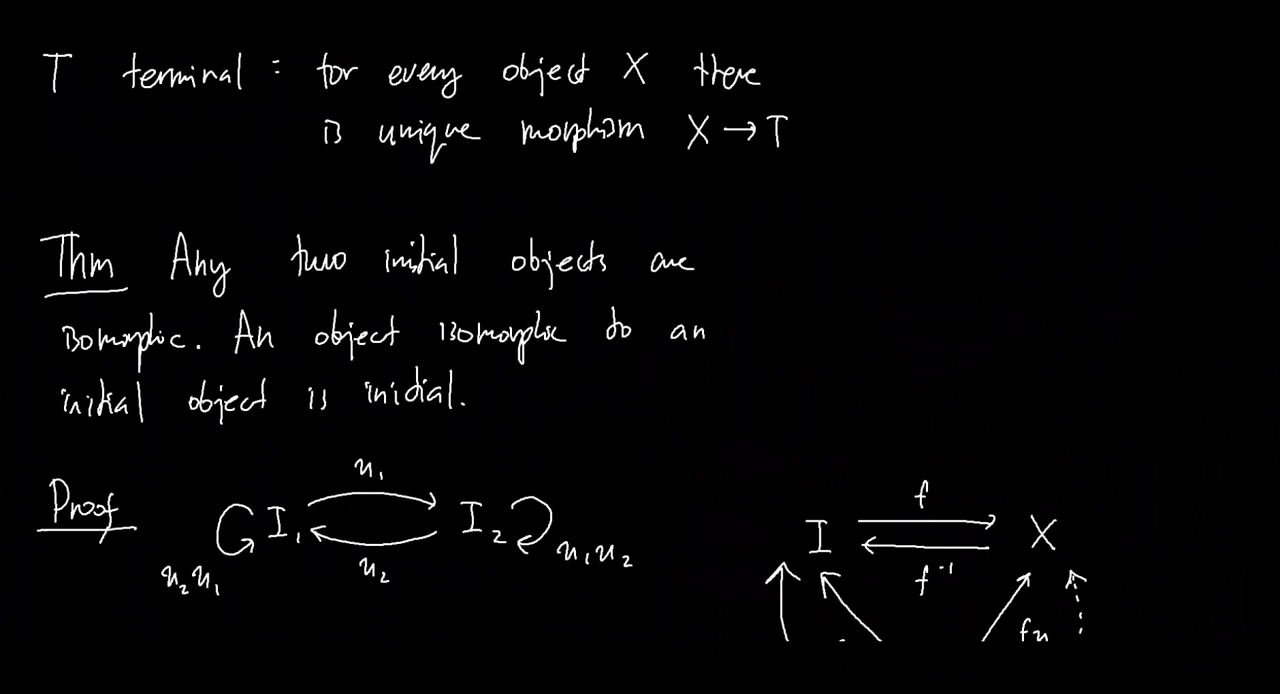 T terminal : for every object X there
is unique morphism X → T
Thm Any two initial objects are
isomorphic. An object isomorphic to an
initial object is initial.
Proof
u₁
I₁ I₂
u₂
u₂u₁
u₁u₂
f
I X
f⁻¹
fu